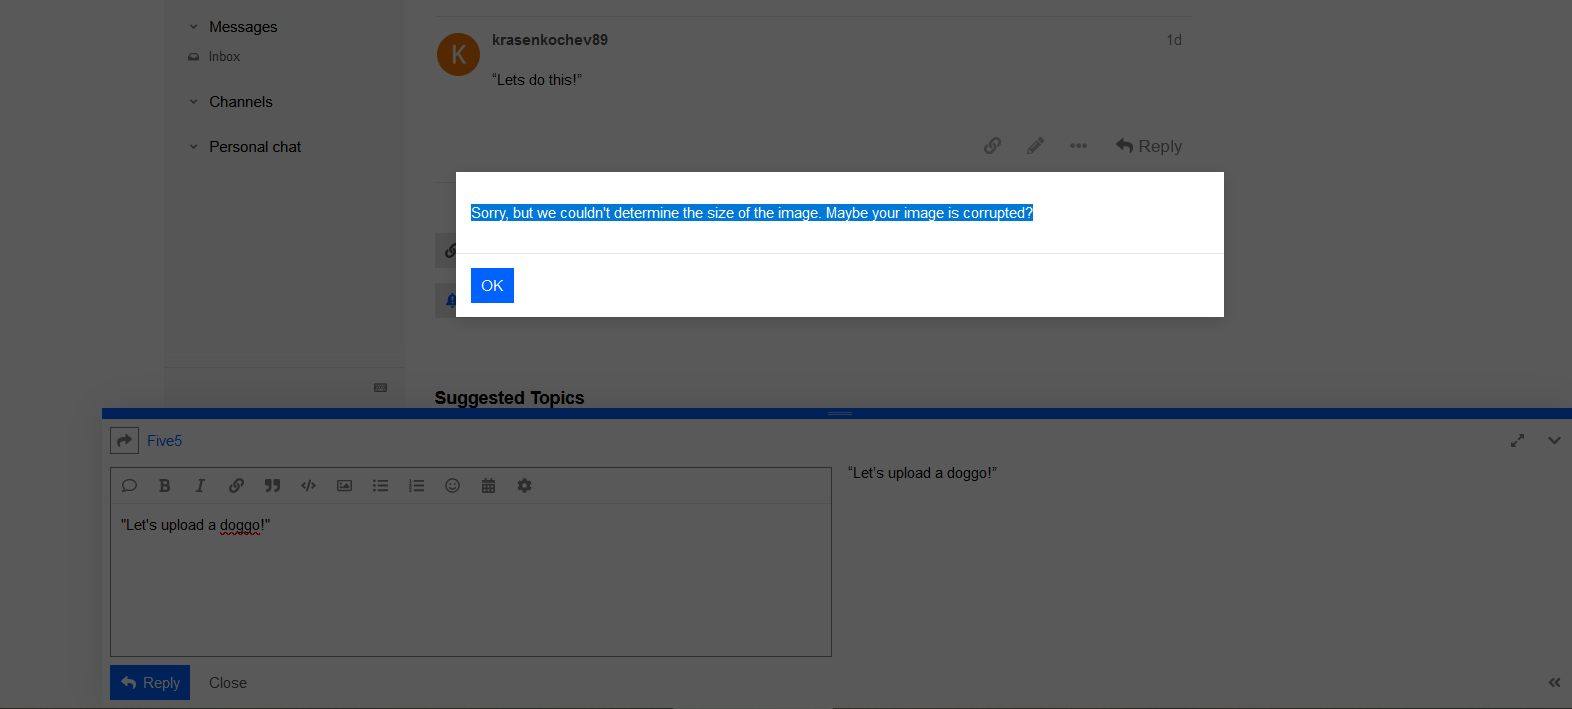 Messages
Inbox
Channels
Personal chat
krasenkochev89
1d
“Lets do this!”
Reply
Sorry, but we couldn't determine the size of the image. Maybe your image is corrupted?
OK
Suggested Topics
Five5
"Let's upload a doggo!"
“Let’s upload a doggo!”
Reply
Close
K